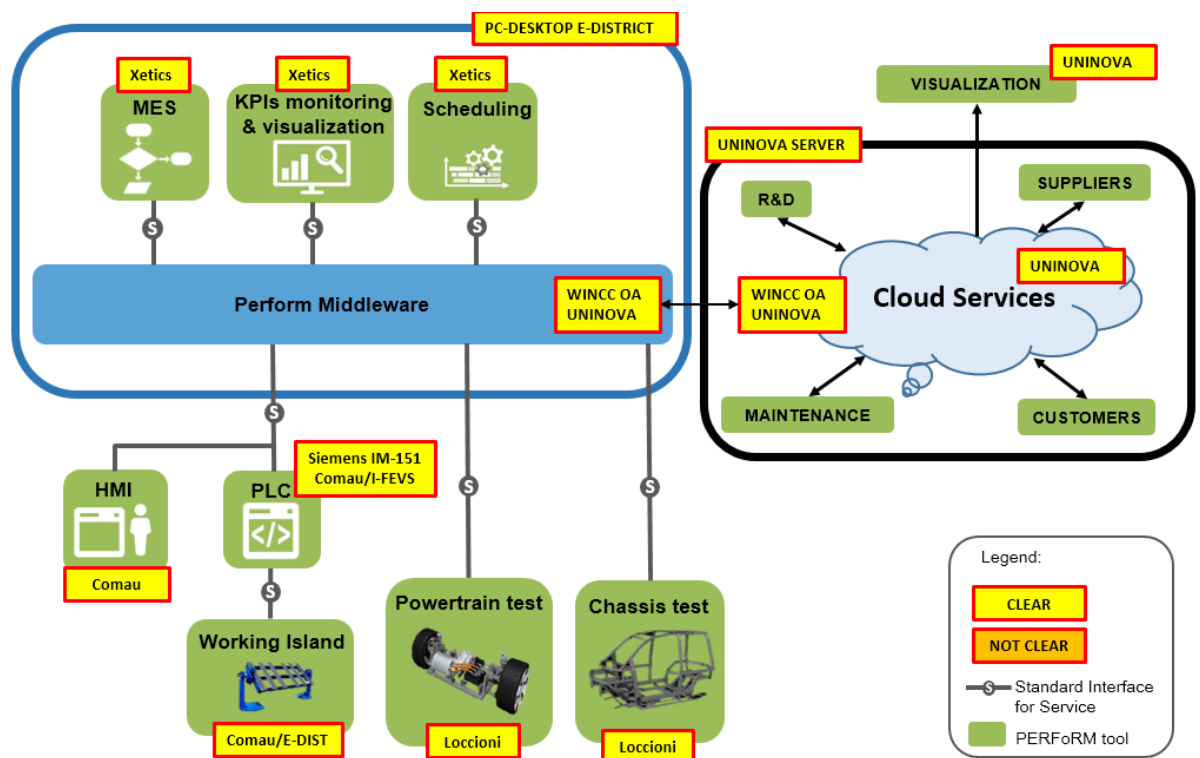 PC-DESKTOP E-DISTRICT
Xetics
MES
Xetics
KPIs monitoring
& visualization
Xetics
Scheduling
UNINOVA
VISUALIZATION
UNINOVA SERVER
R&D
SUPPLIERS
UNINOVA
Cloud Services
S
S
S
Perform Middleware
WINCC OA
UNINOVA
WINCC OA
UNINOVA
MAINTENANCE
CUSTOMERS
S
HMI
Comau
PLC
Siemens IM-151
Comau/I-FEVS
</>
S
S
S
Working Island
Comau/E-DIST
Powertrain test
Loccioni
Chassis test
Loccioni
Legend:
CLEAR
NOT CLEAR
S
Standard Interface
for Service
PERFoRM tool